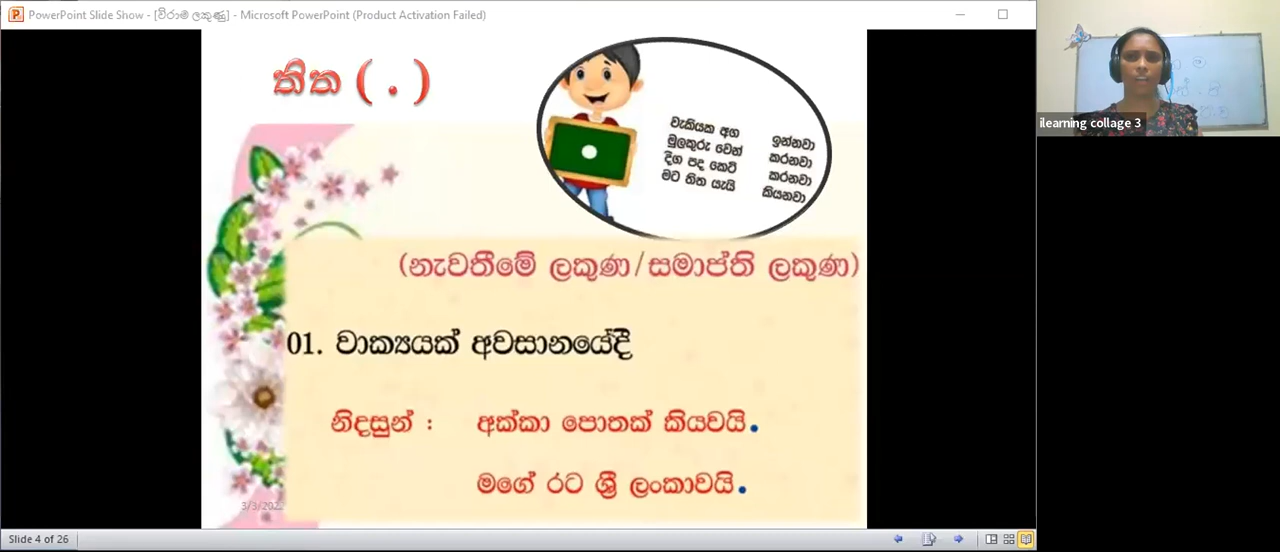 PowerPoint Slide Show - [විරාම ලකුණු] - Microsoft PowerPoint (Product Activation Failed)
තිත ( . )
වැකියක අග ඉන්නවා
මුලකුරු වෙන් කරනවා
දිග පද කෙටි කරනවා
මට තිත යැයි කියනවා
(නැවතීමේ ලකුණ/සමාප්ති ලකුණ)
01. වාක්‍යයක් අවසානයේදී
නිදසුන් : අක්කා පොතක් කියවයි.
මගේ රට ශ්‍රී ලංකාවයි.
Slide 4 of 26
ilearning collage 3